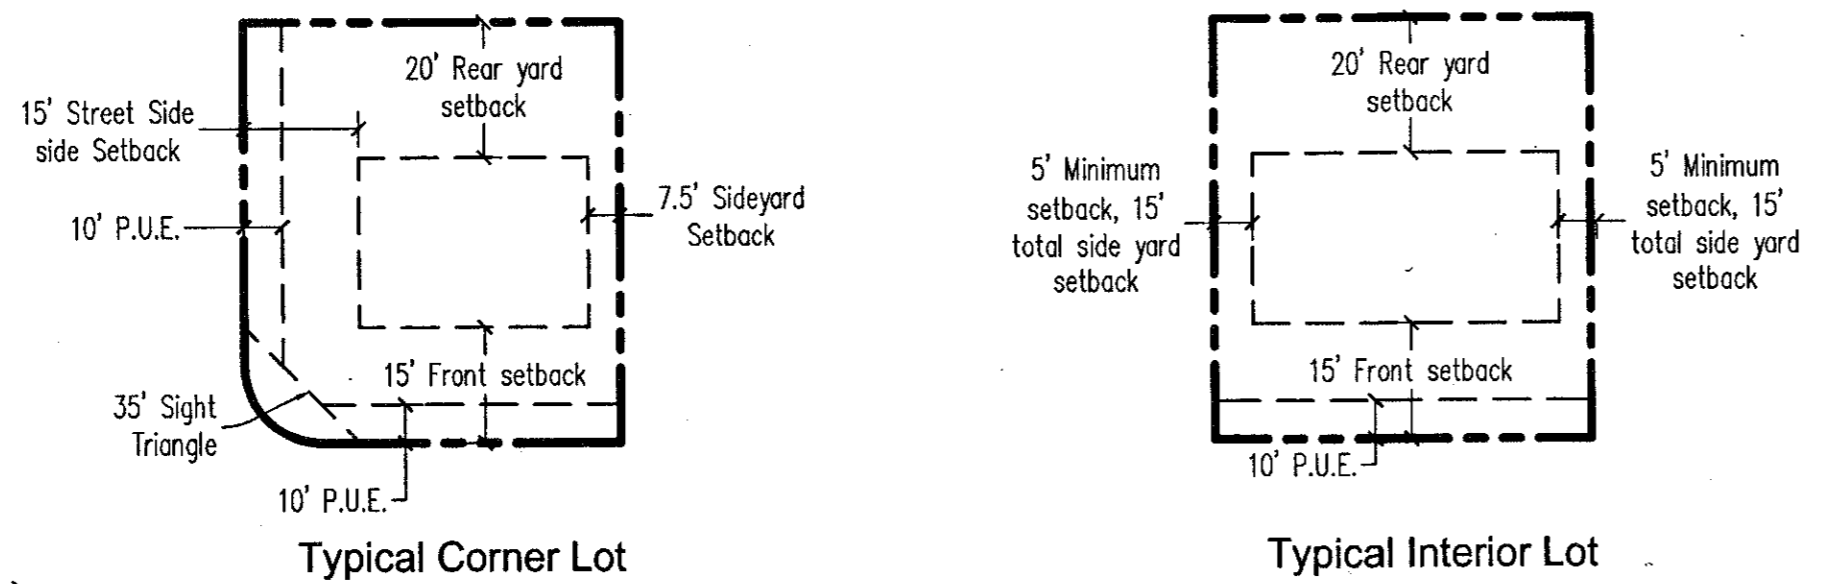 20' Rear yard
setback
15' Street Side
side Setback
10' P.U.E.
7.5' Sideyard
Setback
15' Front setback
35' Sight
Triangle
10' P.U.E.
Typical Corner Lot
20' Rear yard
setback
5' Minimum
setback, 15'
total side yard
setback
5' Minimum
setback, 15'
total side yard
setback
15' Front setback
10' P.U.E.
Typical Interior Lot